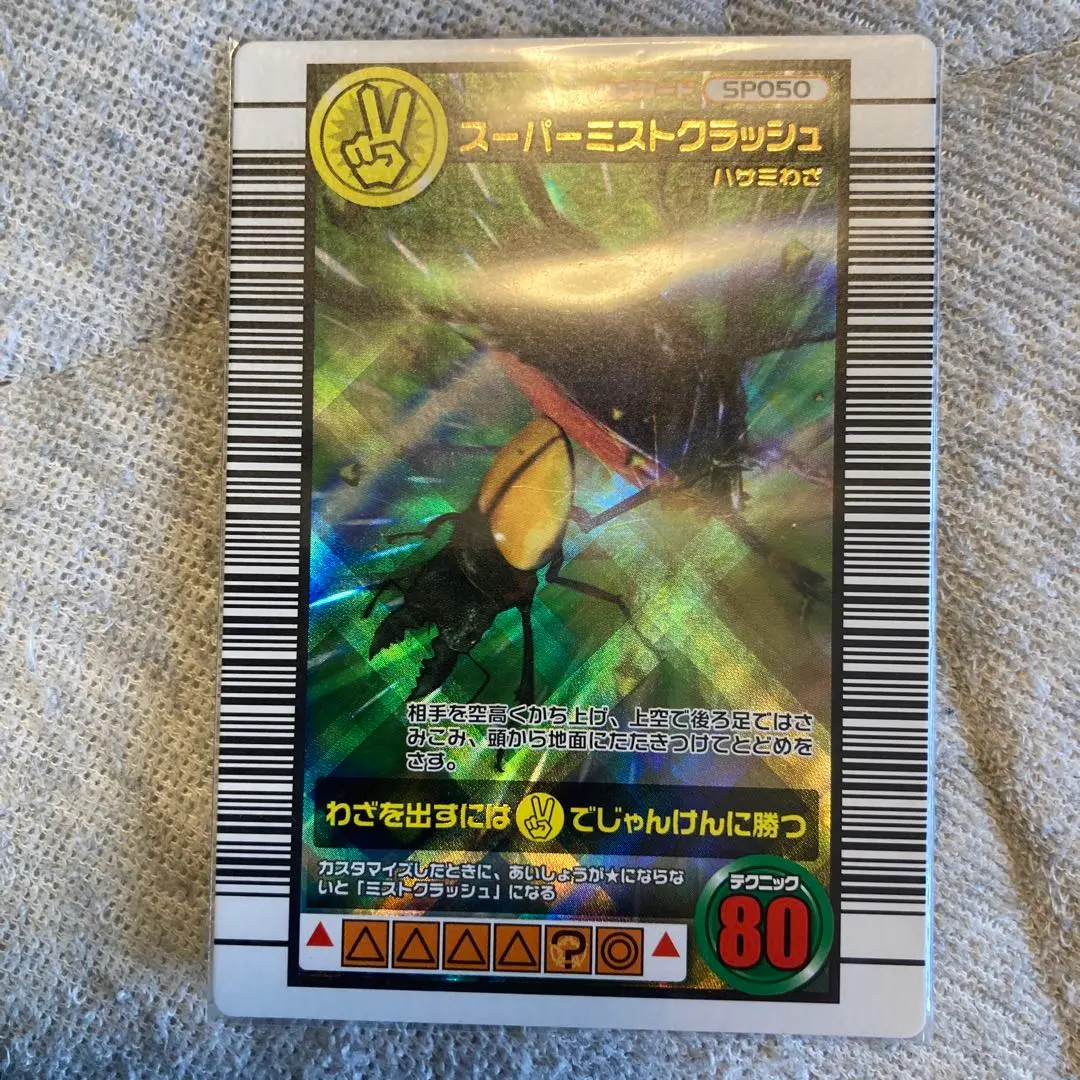 わざカード SP050
スーパーミストクラッシュ
ハサミわざ
相手を空高くかち上げ、上空で後ろ足ではさ
みこみ、頭から地面にたたきつけてとどめを
さす。
わざを出すには でじゃんけんに勝つ
カスタマイズしたときに、あいしょうが★にならな
いと「ミストクラッシュ」になる
テクニック
80
?